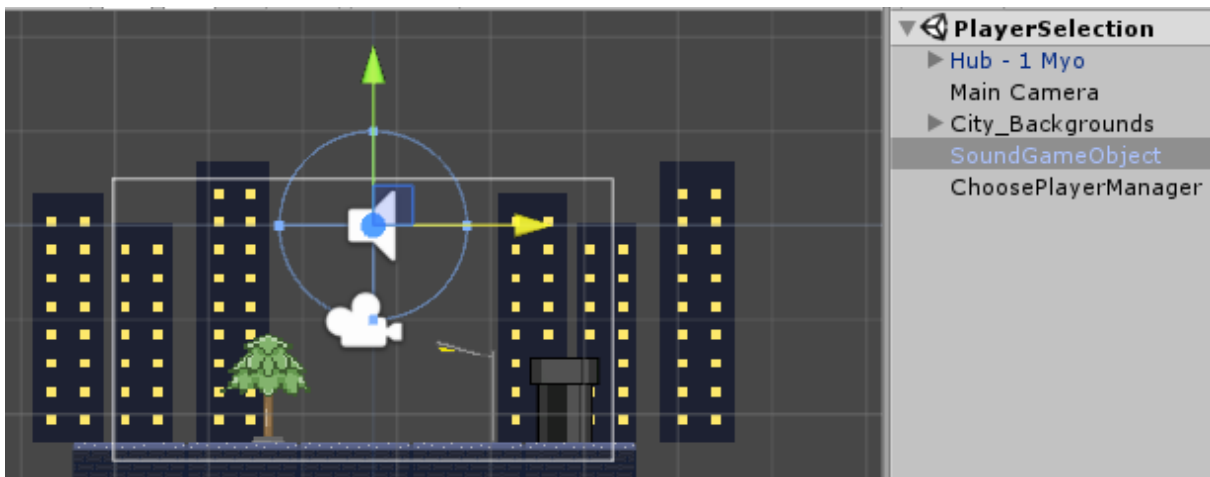 PlayerSelection
Hub - 1 Myo
Main Camera
City_Backgrounds
SoundGameObject
ChoosePlayerManager